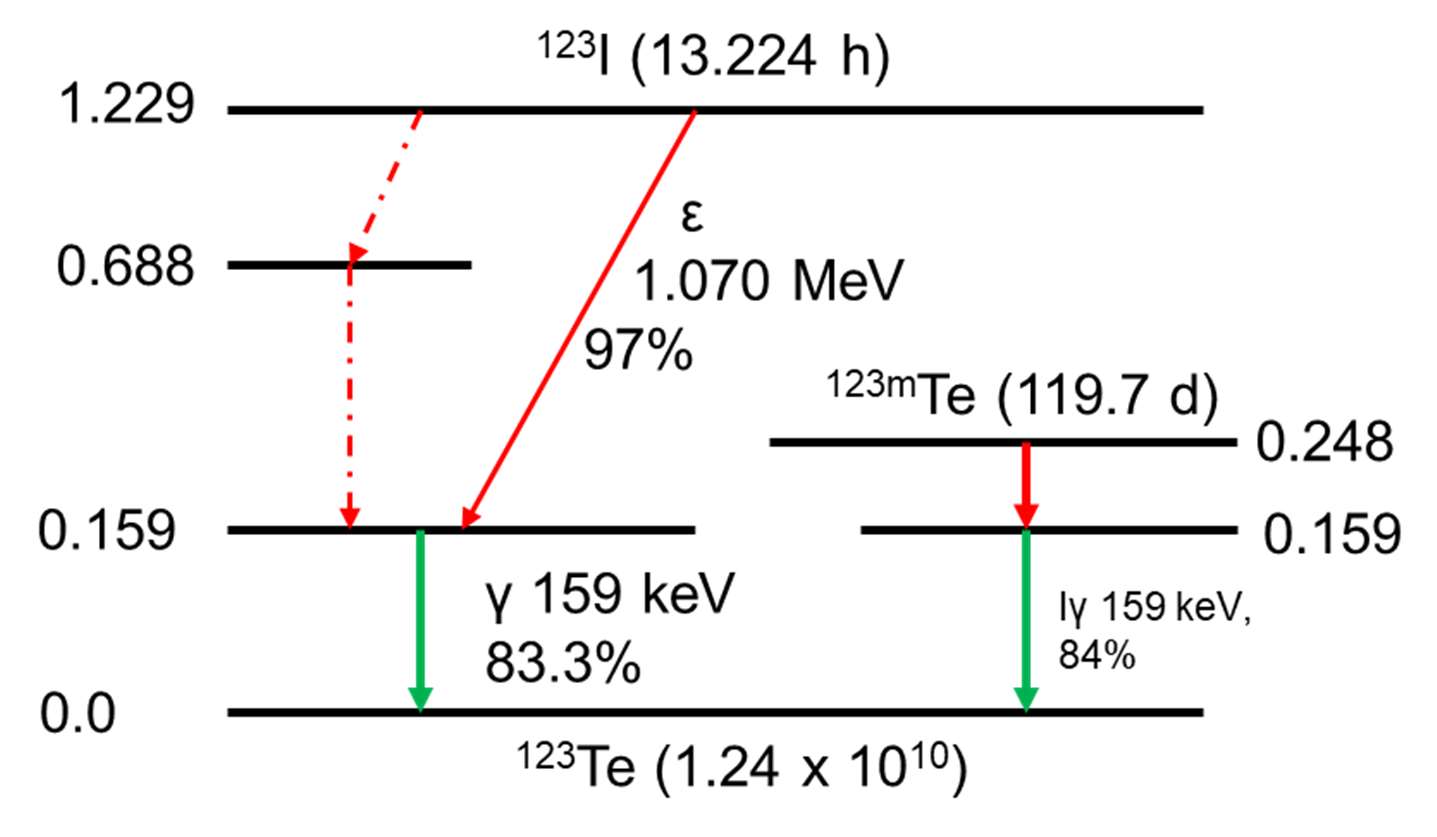 ¹²³I (13.224 h)
1.229
ε
0.688
1.070 MeV
97%
¹²³ᵐTe (119.7 d)
0.248
0.159
0.159
γ 159 keV
83.3%
Iγ 159 keV,
84%
0.0
¹²³Te (1.24 x 10¹⁰)